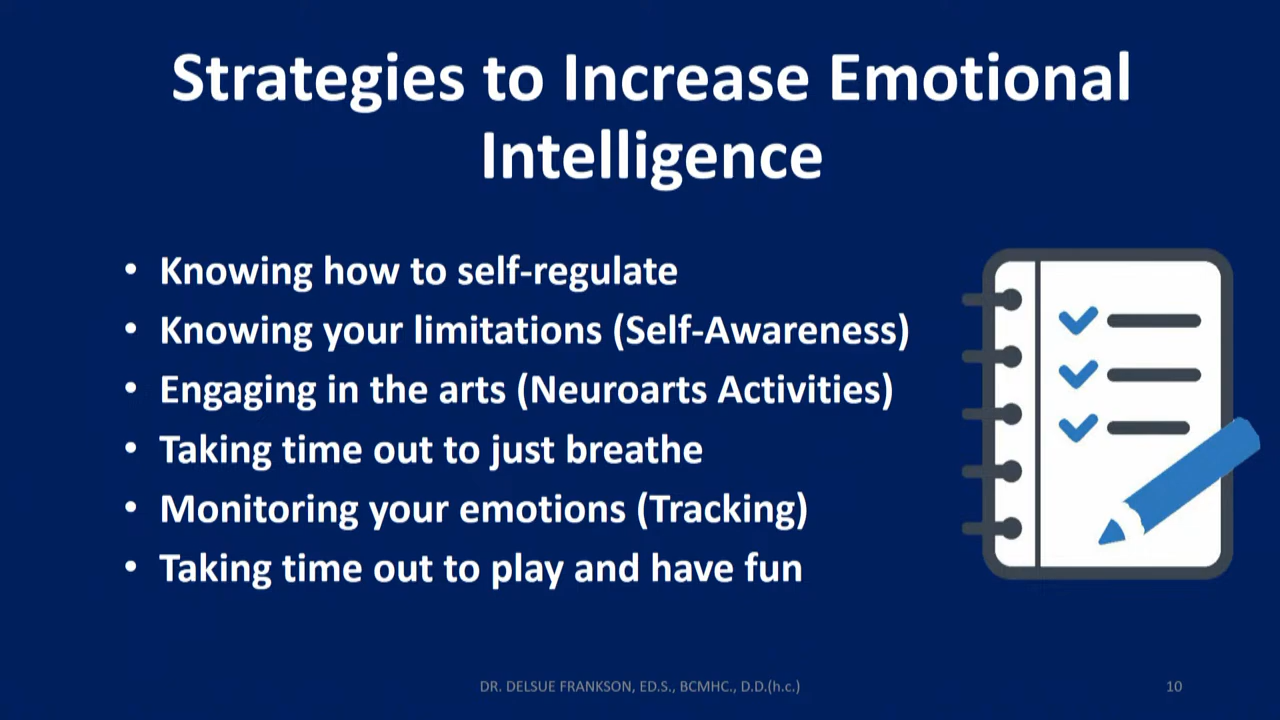 Strategies to Increase Emotional
Intelligence
• Knowing how to self-regulate
• Knowing your limitations (Self-Awareness)
• Engaging in the arts (Neuroarts Activities)
• Taking time out to just breathe
• Monitoring your emotions (Tracking)
• Taking time out to play and have fun
DR. DELSUE FRANKSON, ED.S., BCMHC., D.D.(h.c.)
10